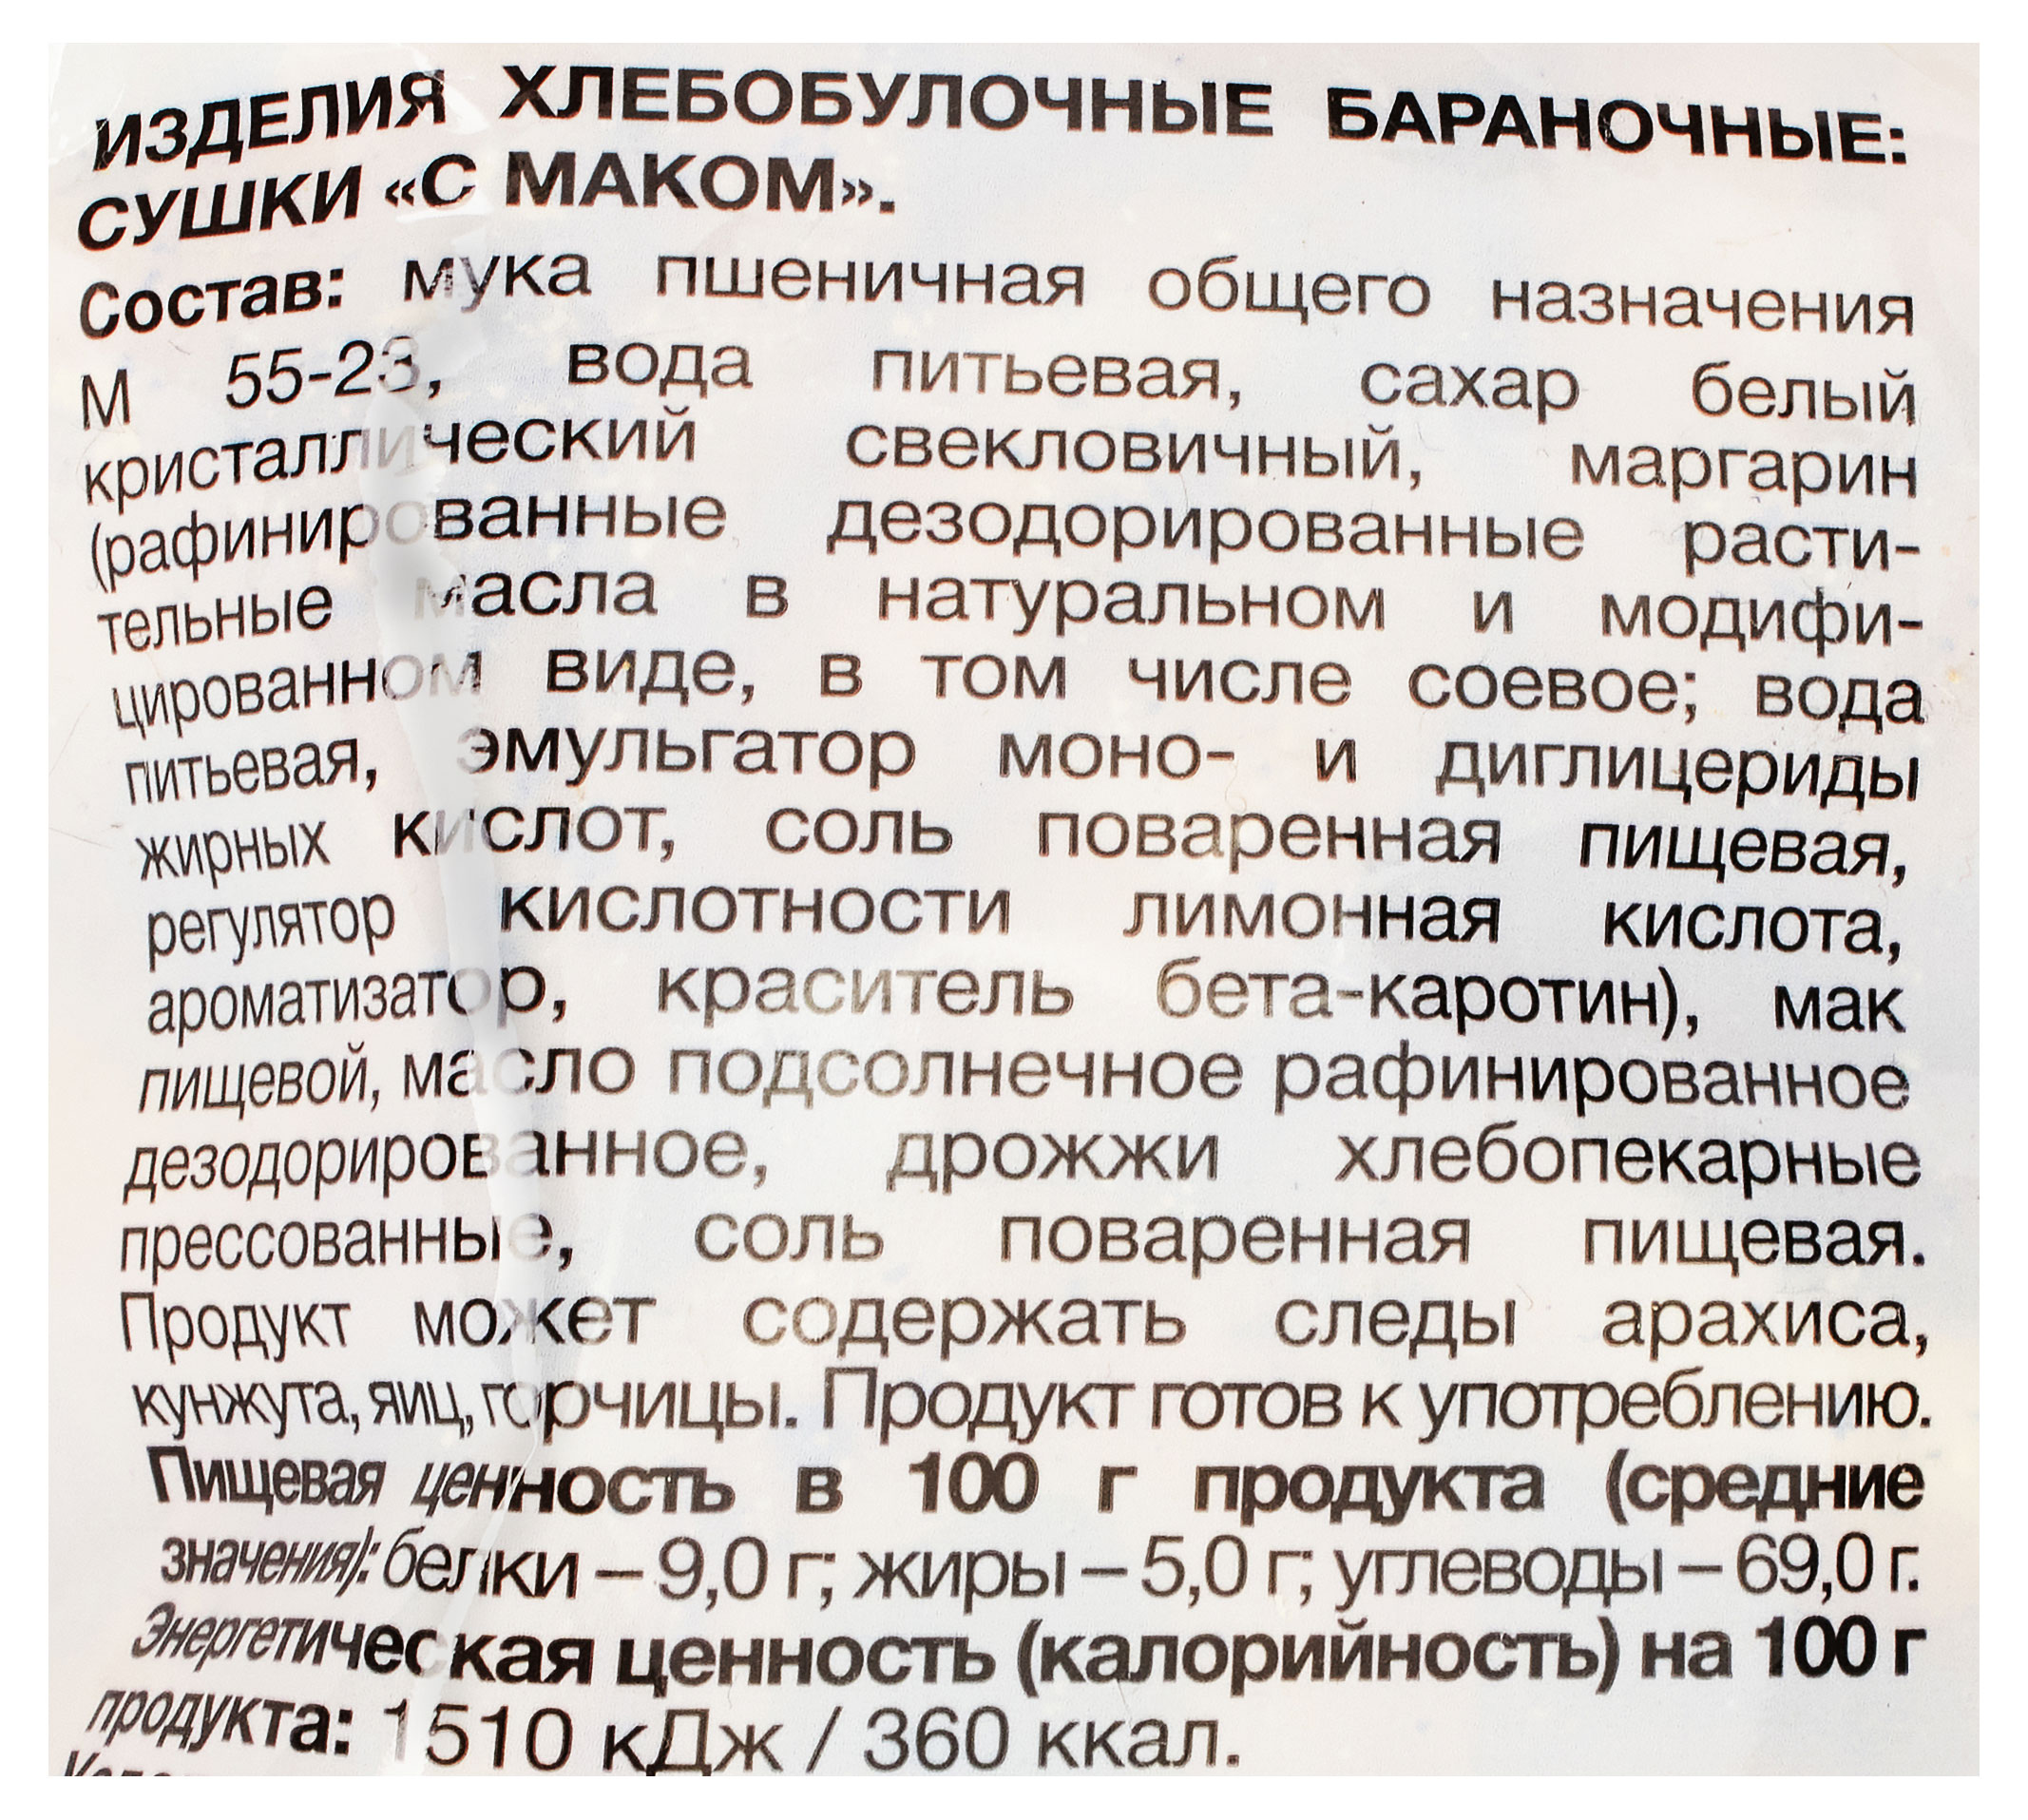 ИЗДЕЛИЯ ХЛЕБОБУЛОЧНЫЕ БАРАНОЧНЫЕ:
СУШКИ «С МАКОМ».
Состав: мука пшеничная общего назначения
М 55-23, вода питьевая, сахар белый
кристаллический свекловичный, маргарин
(рафинированные дезодорированные расти-
тельные масла в натуральном и модифи-
цированном виде, в том числе соевое; вода
питьевая, эмульгатор моно- и диглицериды
жирных кислот, соль поваренная пищевая,
регулятор кислотности лимонная кислота,
ароматизатор, краситель бета-каротин), мак
пищевой, масло подсолнечное рафинированное
дезодорированное, дрожжи хлебопекарные
прессованные, соль поваренная пищевая.
Продукт может содержать следы арахиса,
кунжута, яиц, горчицы. Продукт готов к употреблению.
Пищевая ценность в 100 г продукта (средние
значения): белки – 9,0 г; жиры – 5,0 г; углеводы – 69,0 г.
Энергетическая ценность (калорийность) на 100 г
продукта: 1510 кДж / 360 ккал.